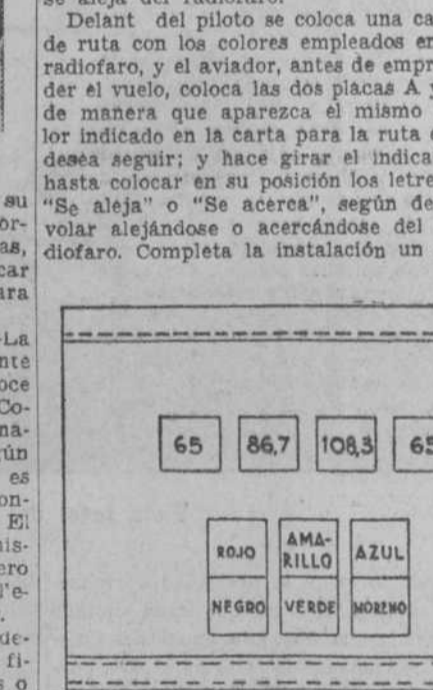 se aleja del radiofaro.
Delant del piloto se coloca una ca
de ruta con los colores empleados en
radiofaro, y el aviador, antes de empr
der el vuelo, coloca las dos placas A y
de manera que aparezca el mismo
lor indicado en la carta para la ruta
desea seguir; y hace girar el indica
hasta colocar en su posición los letre
"Se aleja" o "Se acerca", según de
volar alejándose o acercándose del
diofaro. Completa la instalación un
su
ór-
as,
car
ara
La
nte
oce
Co-
ná-
gún
es
on-
El
nis-
ero
l'e-
de-
fi-
s o
65 86,7 108,3 65
ROJO AMA- AZUL
RILLO
NEGRO VERDE MORENO